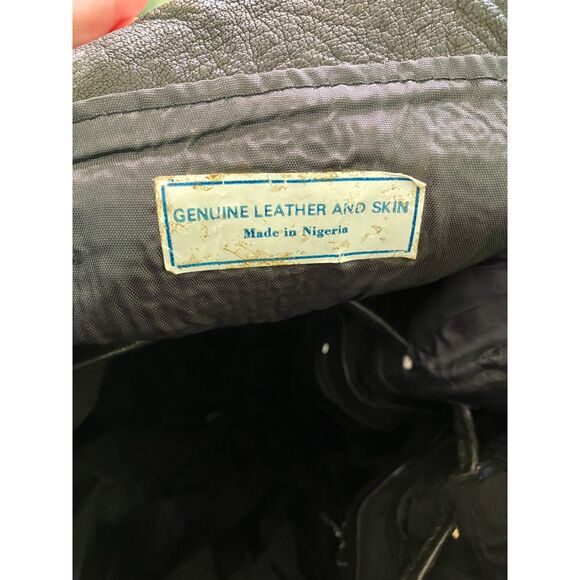 GENUINE LEATHER AND SKIN
Made in Nigeria